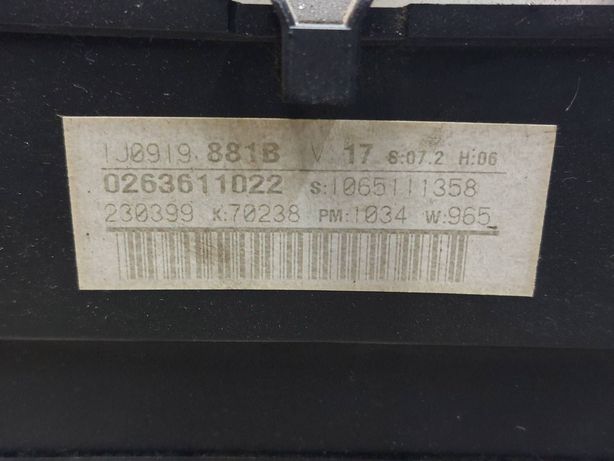 1J0919 881B V 17 S:07.2 H:06
0263611022 S:1065111358
230399 K:70238 PM:1034 W:965